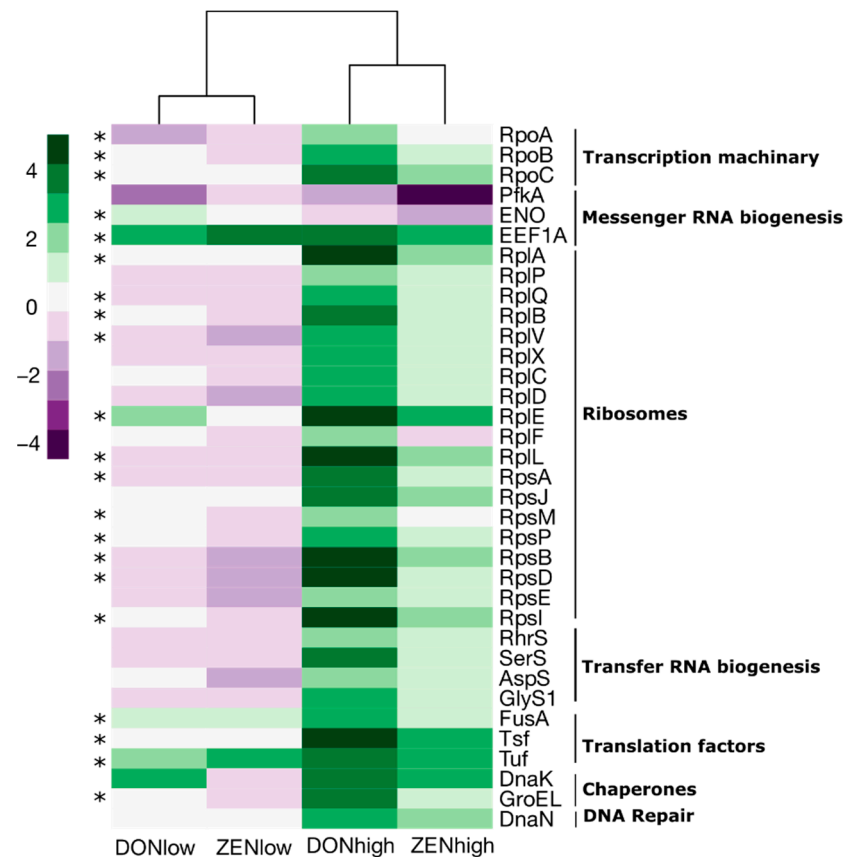 * RpoA
* RpoB
* RpoC
PfkA
* ENO
* EEF1A
* RplA
RplP
* RplQ
* RplB
* RplV
RplX
RplC
RplD
* RplE
RplF
* RplL
* RpsA
RpsJ
* RpsM
* RpsP
* RpsB
* RpsD
RpsE
* RpsI
RhrS
SerS
AspS
GlyS1
* FusA
* Tsf
* Tuf
DnaK
* GroEL
DnaN
Transcription machinary
Messenger RNA biogenesis
Ribosomes
Transfer RNA biogenesis
Translation factors
Chaperones
DNA Repair
4
2
0
−2
−4
DONlow ZENlow DONhigh ZENhigh